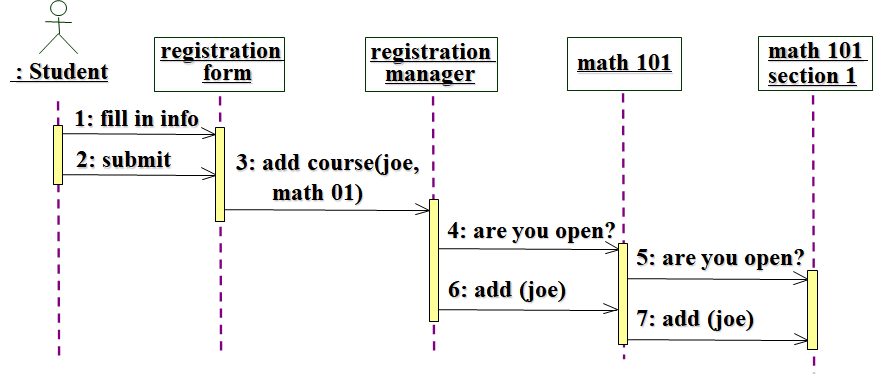 : Student
registration
form
registration
manager
math 101
math 101
section 1
1: fill in info
2: submit
3: add course(joe,
math 01)
4: are you open?
5: are you open?
6: add (joe)
7: add (joe)